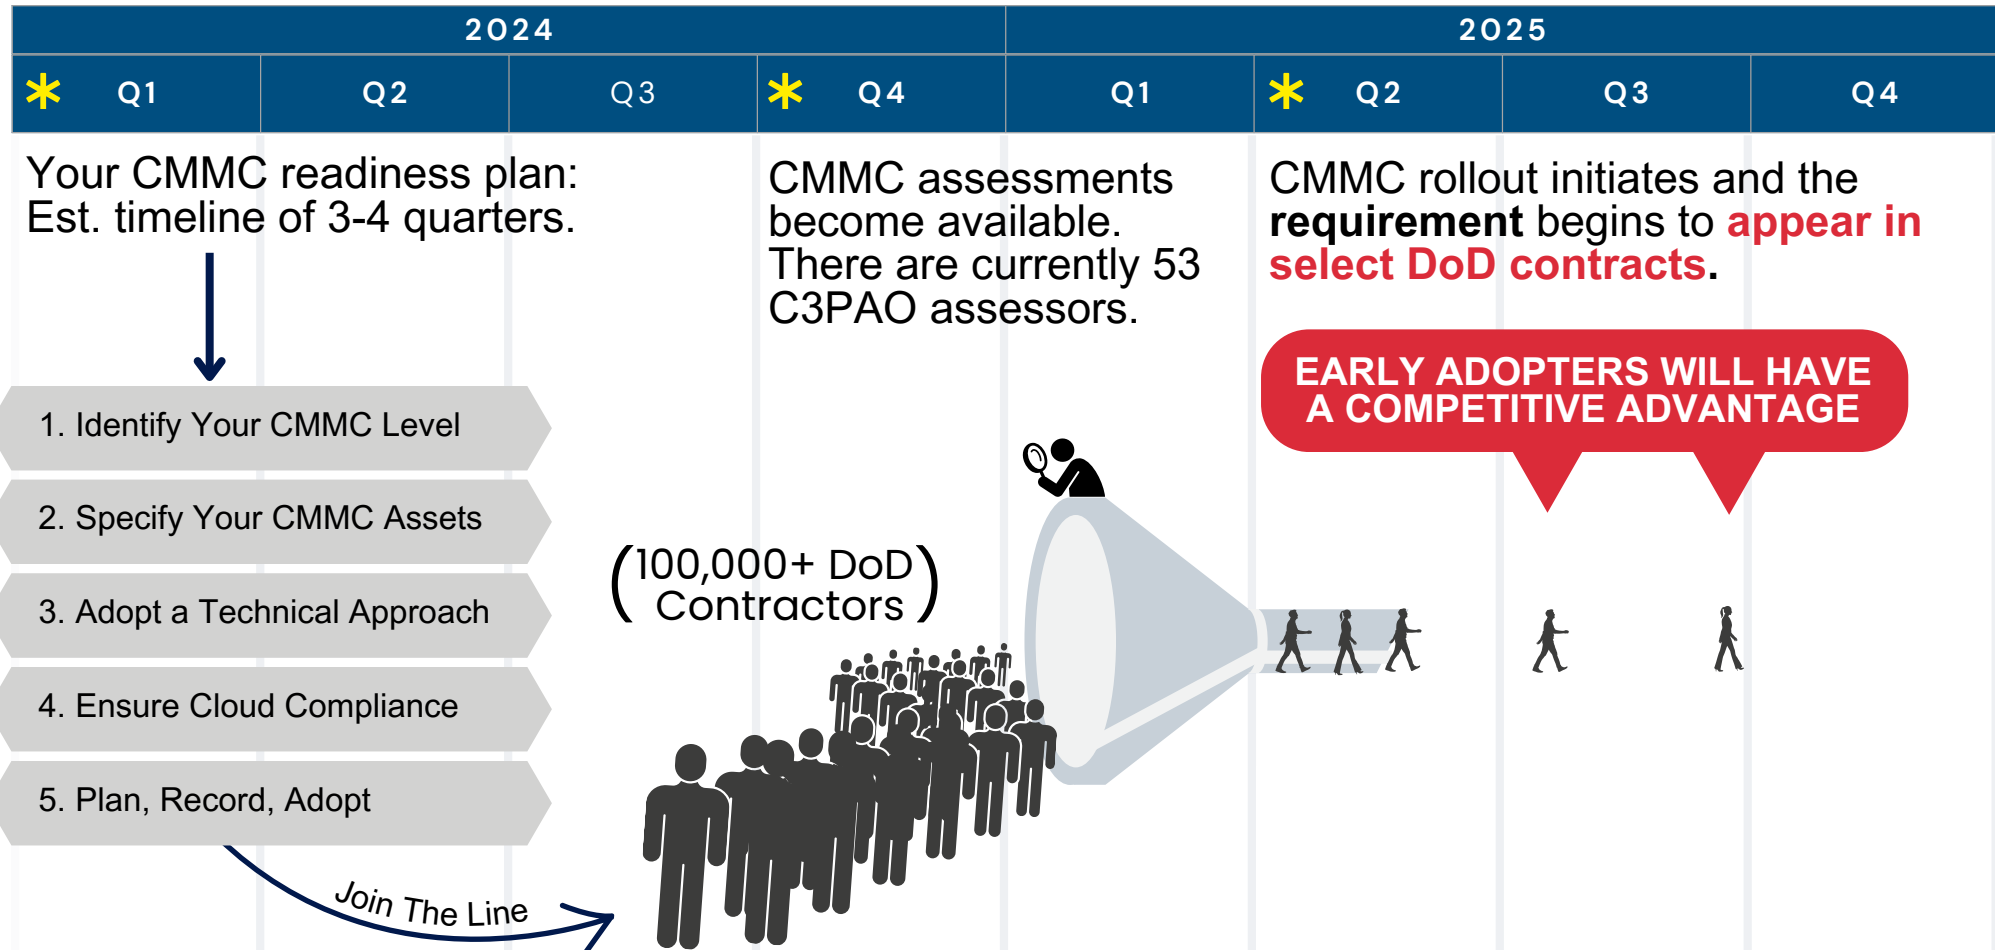 2024
2025
* Q1
Q2
Q3
* Q4
Q1
* Q2
Q3
Q4
Your CMMC readiness plan:
Est. timeline of 3-4 quarters.
1. Identify Your CMMC Level
2. Specify Your CMMC Assets
3. Adopt a Technical Approach
4. Ensure Cloud Compliance
5. Plan, Record, Adopt
Join The Line
(100,000+ DoD
Contractors)
CMMC assessments
become available.
There are currently 53
C3PAO assessors.
CMMC rollout initiates and the
requirement begins to appear in
select DoD contracts.
EARLY ADOPTERS WILL HAVE
A COMPETITIVE ADVANTAGE